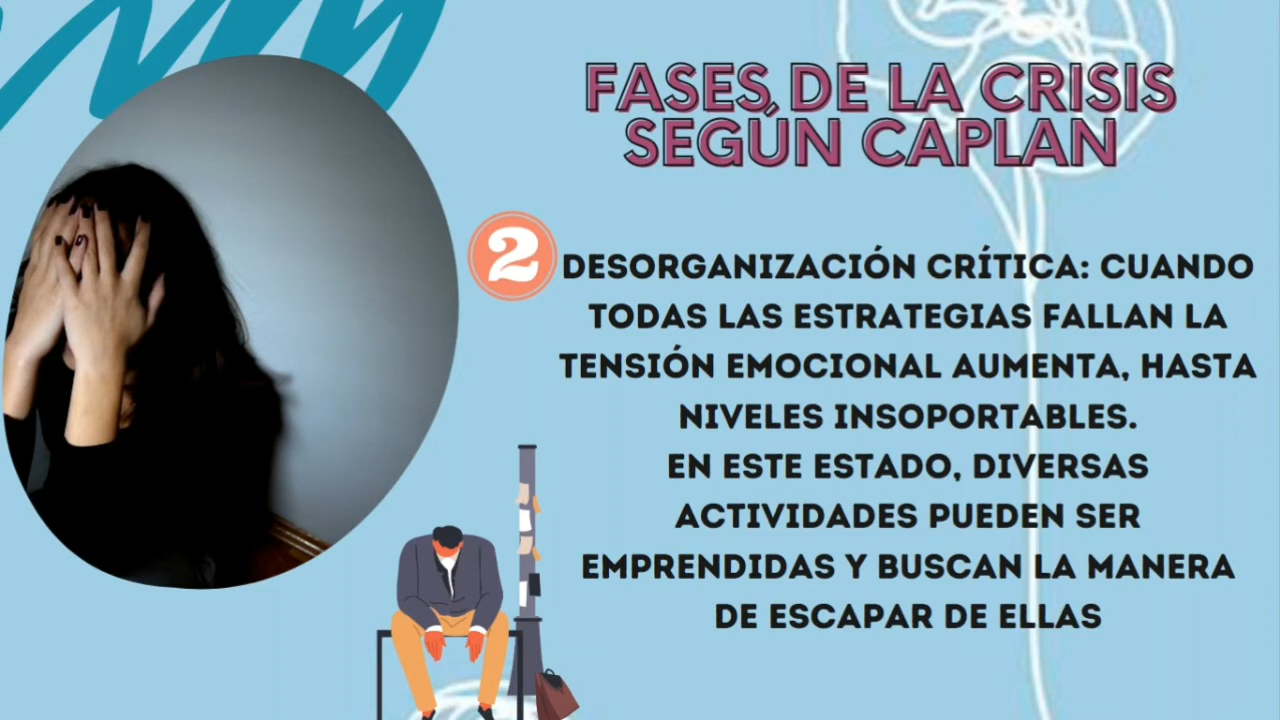 FASES DE LA CRISIS
SEGÚN CAPLAN
2
DESORGANIZACIÓN CRÍTICA: CUANDO
TODAS LAS ESTRATEGIAS FALLAN LA
TENSIÓN EMOCIONAL AUMENTA, HASTA
NIVELES INSOPORTABLES.
EN ESTE ESTADO, DIVERSAS
ACTIVIDADES PUEDEN SER
EMPRENDIDAS Y BUSCAN LA MANERA
DE ESCAPAR DE ELLAS